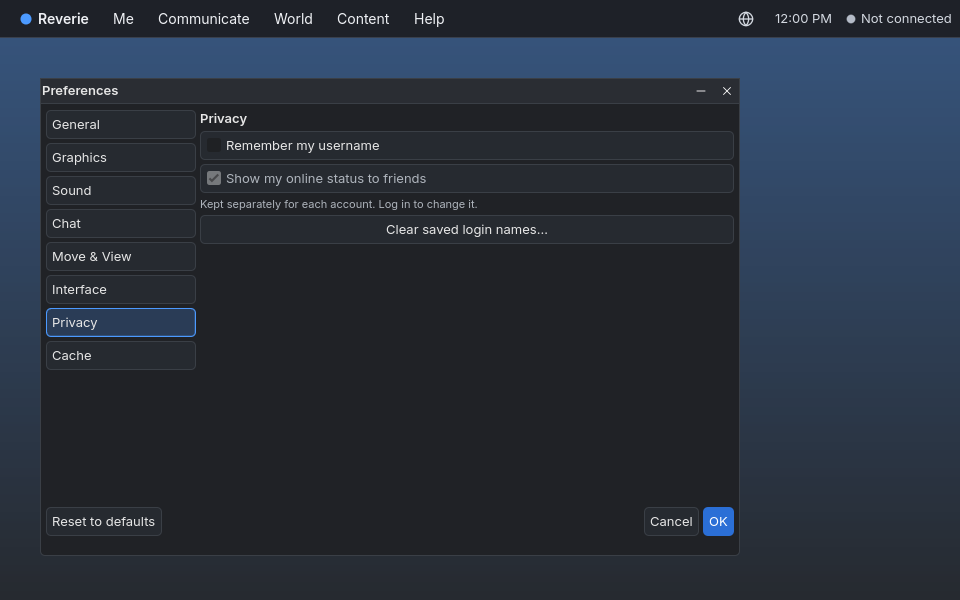 Reverie Me Communicate World Content Help 12:00 PM Not connected
Preferences
General
Graphics
Sound
Chat
Move & View
Interface
Privacy
Cache
Privacy
Remember my username
Show my online status to friends
Kept separately for each account. Log in to change it.
Clear saved login names...
Reset to defaults Cancel OK